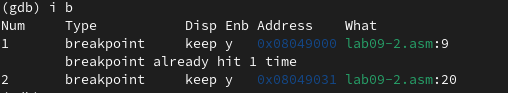 (gdb) i b
Num Type Disp Enb Address What
1 breakpoint keep y 0x08049000 lab09-2.asm:9
breakpoint already hit 1 time
2 breakpoint keep y 0x08049031 lab09-2.asm:20